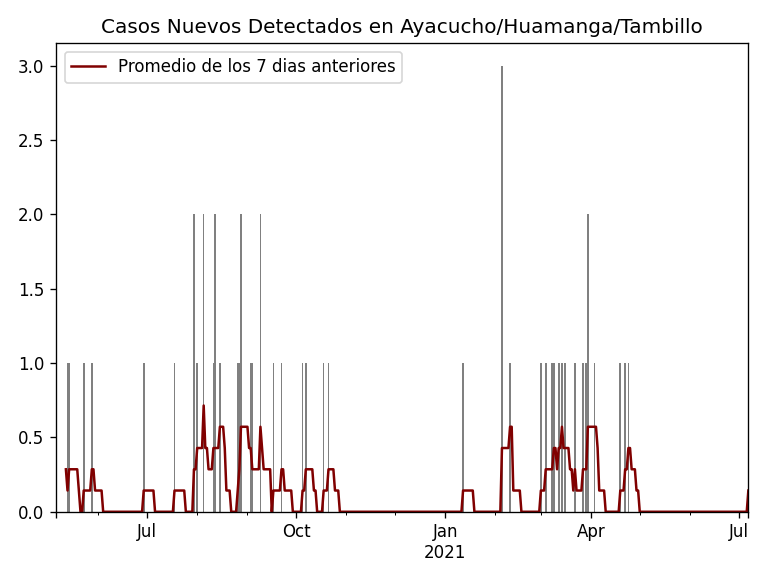 Casos Nuevos Detectados en Ayacucho/Huamanga/Tambillo
Promedio de los 7 dias anteriores
3.0
2.5
2.0
1.5
1.0
0.5
0.0
Jul Oct Jan Apr Jul
2021